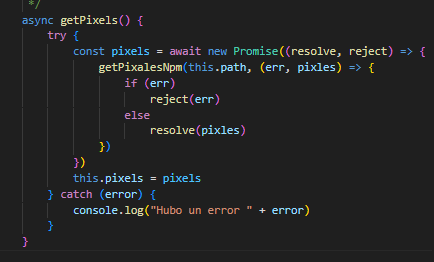 */
async getPixels() {
try {
const pixels = await new Promise((resolve, reject) => {
getPixalesNpm(this.path, (err, pixles) => {
if (err)
reject(err)
else
resolve(pixles)
})
})
this.pixels = pixels
} catch (error) {
console.log("Hubo un error " + error)
}
}